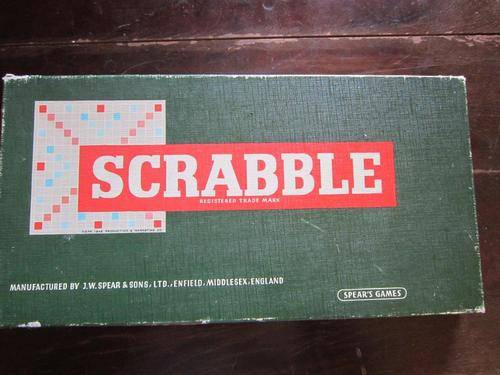 SCRABBLE
REGISTERED TRADE MARK
MANUFACTURED BY J.W. SPEAR & SONS, LTD., ENFIELD, MIDDLESEX, ENGLAND
SPEAR'S GAMES